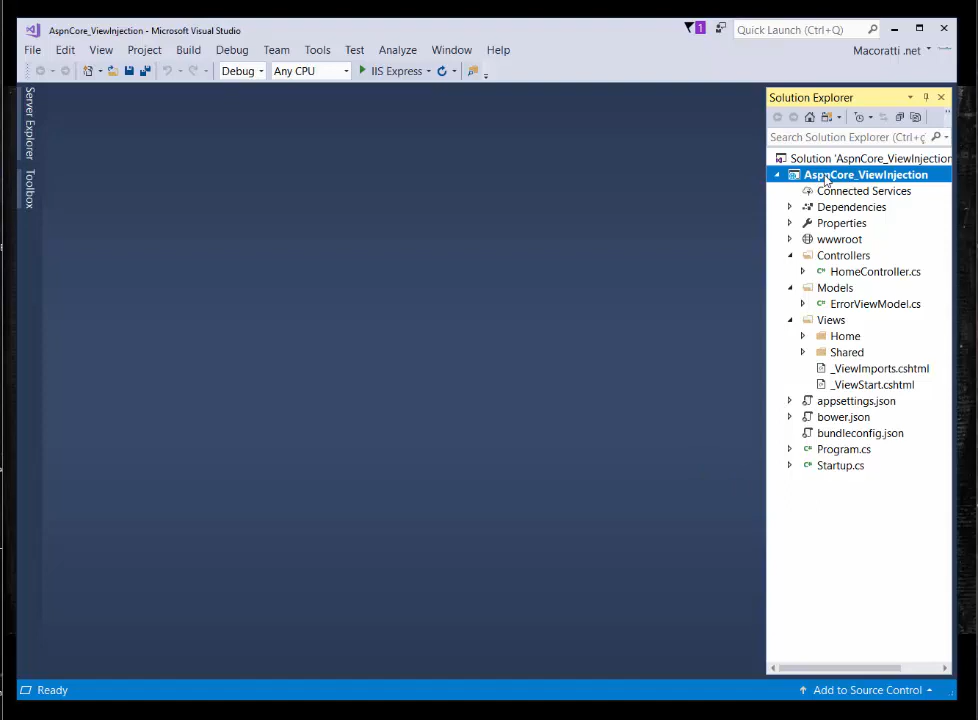 AspnCore_ViewInjection - Microsoft Visual Studio
1
Quick Launch (Ctrl+Q)
File Edit View Project Build Debug Team Tools Test Analyze Window Help
Macoratti .net
Debug Any CPU IIS Express
Server Explorer
Toolbox
Solution Explorer
Search Solution Explorer (Ctrl+ç
Solution 'AspnCore_ViewInjection
AspnCore_ViewInjection
Connected Services
Dependencies
Properties
wwwroot
Controllers
HomeController.cs
Models
ErrorViewModel.cs
Views
Home
Shared
_ViewImports.cshtml
_ViewStart.cshtml
appsettings.json
bower.json
bundleconfig.json
Program.cs
Startup.cs
Ready
Add to Source Control